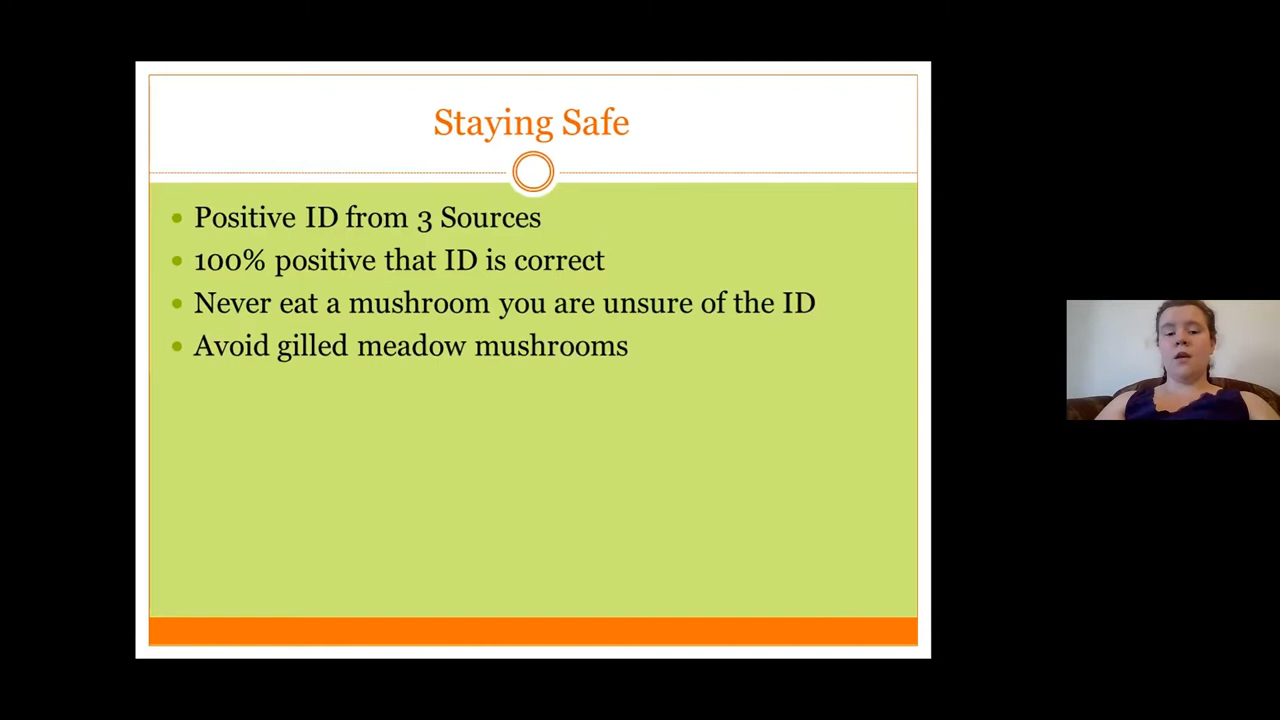 Staying Safe
• Positive ID from 3 Sources
• 100% positive that ID is correct
• Never eat a mushroom you are unsure of the ID
• Avoid gilled meadow mushrooms